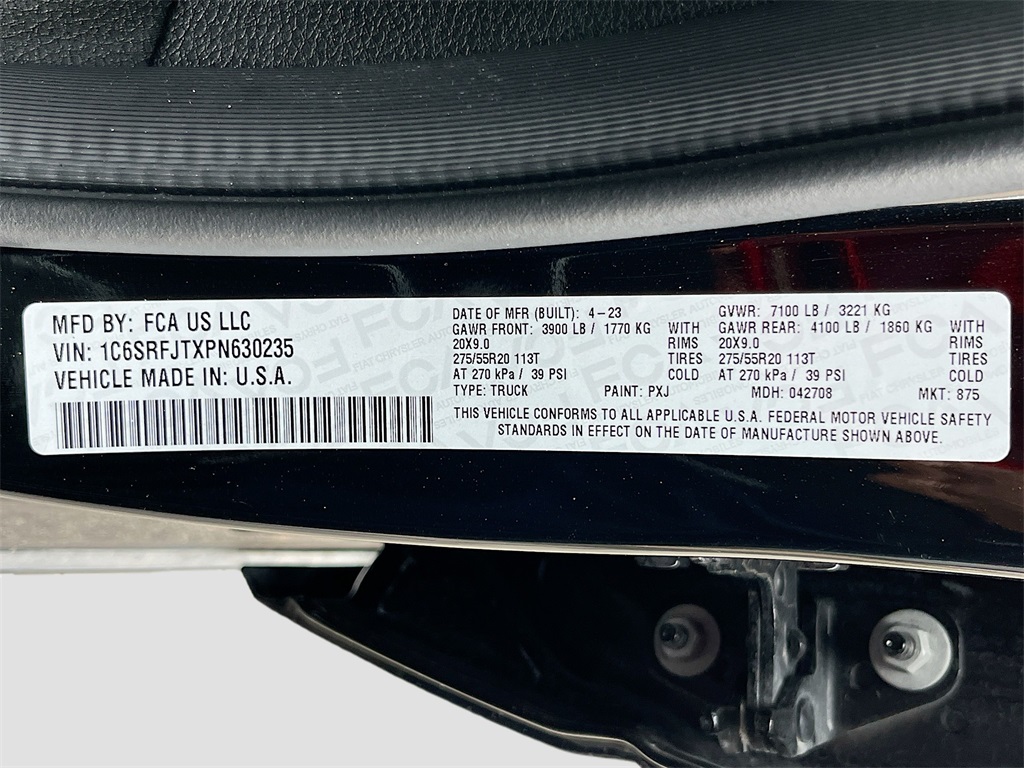 MFD BY: FCA US LLC
VIN: 1C6SRFJTXPN630235
VEHICLE MADE IN: U.S.A.
DATE OF MFR (BUILT): 4-23 GVWR: 7100 LB / 3221 KG
GAWR FRONT: 3900 LB / 1770 KG WITH GAWR REAR: 4100 LB / 1860 KG WITH
20X9.0 RIMS 20X9.0 RIMS
275/55R20 113T TIRES 275/55R20 113T TIRES
AT 270 kPa / 39 PSI COLD AT 270 kPa / 39 PSI COLD
TYPE: TRUCK PAINT: PXJ MDH: 042708 MKT: 875
THIS VEHICLE CONFORMS TO ALL APPLICABLE U.S.A. FEDERAL MOTOR VEHICLE SAFETY
STANDARDS IN EFFECT ON THE DATE OF MANUFACTURE SHOWN ABOVE.